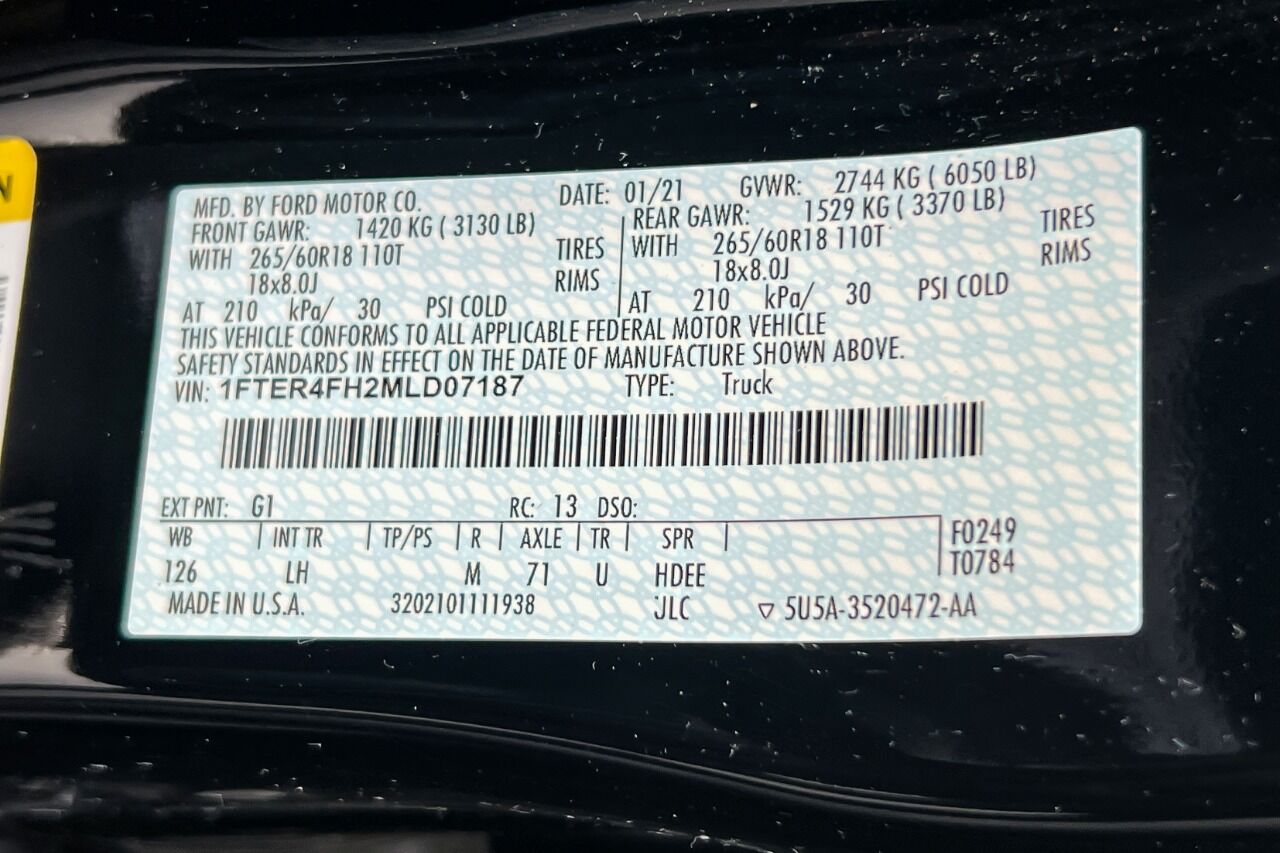 N
MFD. BY FORD MOTOR CO. DATE: 01/21 GVWR: 2744 KG ( 6050 LB)
FRONT GAWR: 1420 KG ( 3130 LB) REAR GAWR: 1529 KG ( 3370 LB)
WITH 265/60R18 110T TIRES WITH 265/60R18 110T TIRES
18x8.0J RIMS 18x8.0J RIMS
AT 210 kPa/ 30 PSI COLD AT 210 kPa/ 30 PSI COLD
THIS VEHICLE CONFORMS TO ALL APPLICABLE FEDERAL MOTOR VEHICLE
SAFETY STANDARDS IN EFFECT ON THE DATE OF MANUFACTURE SHOWN ABOVE.
VIN: 1FTER4FH2MLD07187 TYPE: Truck
EXT PNT: G1 RC: 13 DSO:
WB INT TR TP/PS R AXLE TR SPR F0249
126 LH M 71 U HDEE T0784
MADE IN U.S.A. 3202101111938 JLC ▽ 5U5A-3520472-AA